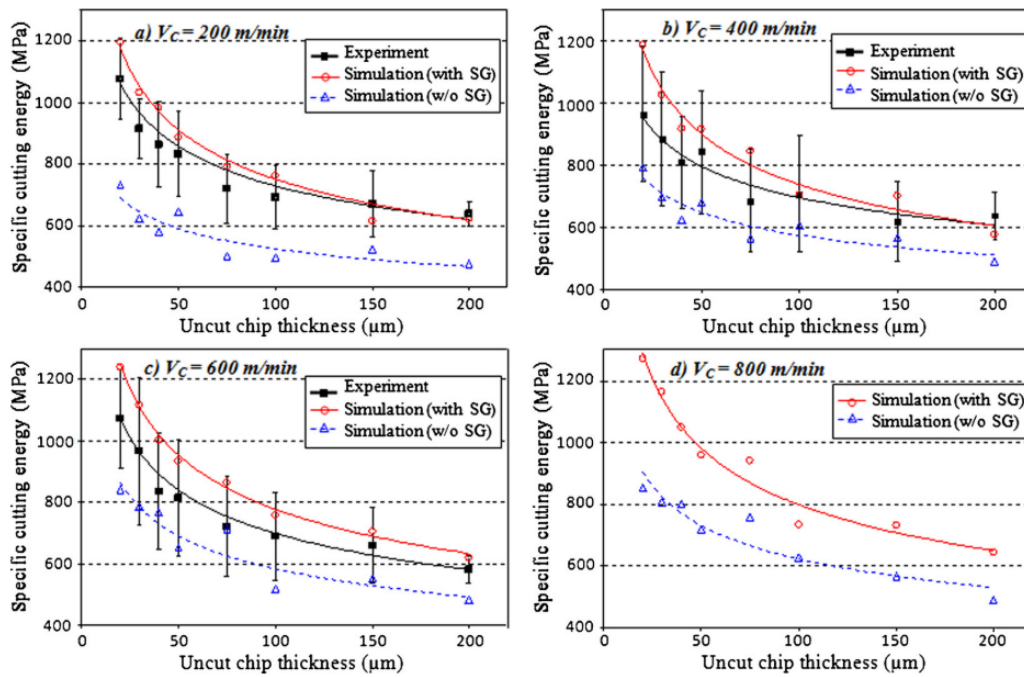 a) V_C = 200 m/min
Specific cutting energy (MPa)
1200
1000
800
600
400
Experiment
Simulation (with SG)
Simulation (w/o SG)
0 50 100 150 200
Uncut chip thickness (µm)
b) V_C = 400 m/min
Specific cutting energy (MPa)
1200
1000
800
600
400
Experiment
Simulation (with SG)
Simulation (w/o SG)
0 50 100 150 200
Uncut chip thickness (µm)
c) V_C = 600 m/min
Specific cutting energy (MPa)
1200
1000
800
600
400
Experiment
Simulation (with SG)
Simulation (w/o SG)
0 50 100 150 200
Uncut chip thickness (µm)
d) V_C = 800 m/min
Specific cutting energy (MPa)
1200
1000
800
600
400
Simulation (with SG)
Simulation (w/o SG)
0 50 100 150 200
Uncut chip thickness (µm)